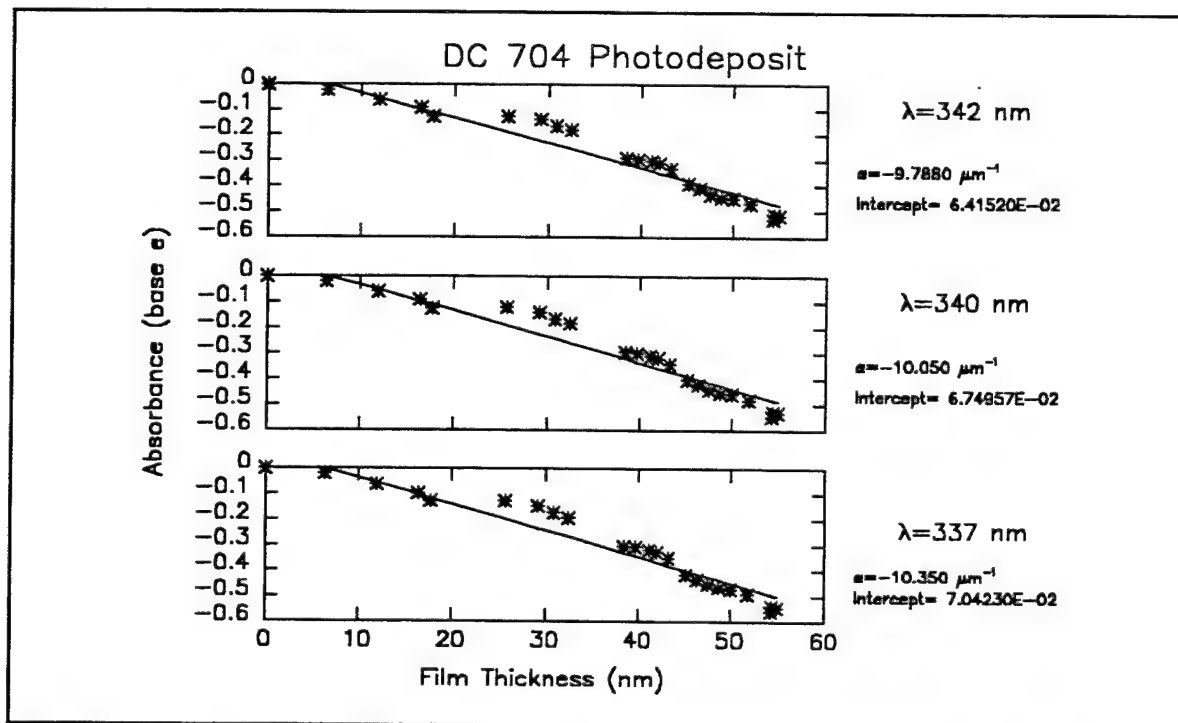 DC 704 Photodeposit
Absorbance (base e)
0
−0.1
−0.2
−0.3
−0.4
−0.5
−0.6
λ=342 nm
α=−9.7880 μm⁻¹
Intercept= 6.41520E−02
0
−0.1
−0.2
−0.3
−0.4
−0.5
−0.6
λ=340 nm
α=−10.050 μm⁻¹
Intercept= 6.74957E−02
0
−0.1
−0.2
−0.3
−0.4
−0.5
−0.6
λ=337 nm
α=−10.350 μm⁻¹
Intercept= 7.04230E−02
0 10 20 30 40 50 60
Film Thickness (nm)